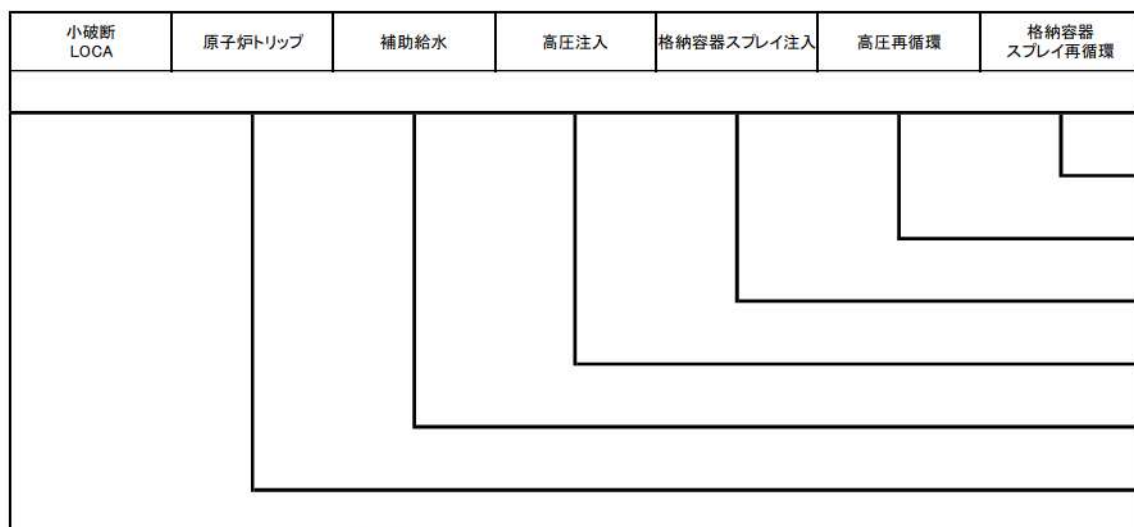 小破断
LOCA
原子炉トリップ
補助給水
高圧注入
格納容器スプレイ注入
高圧再循環
格納容器
スプレイ再循環